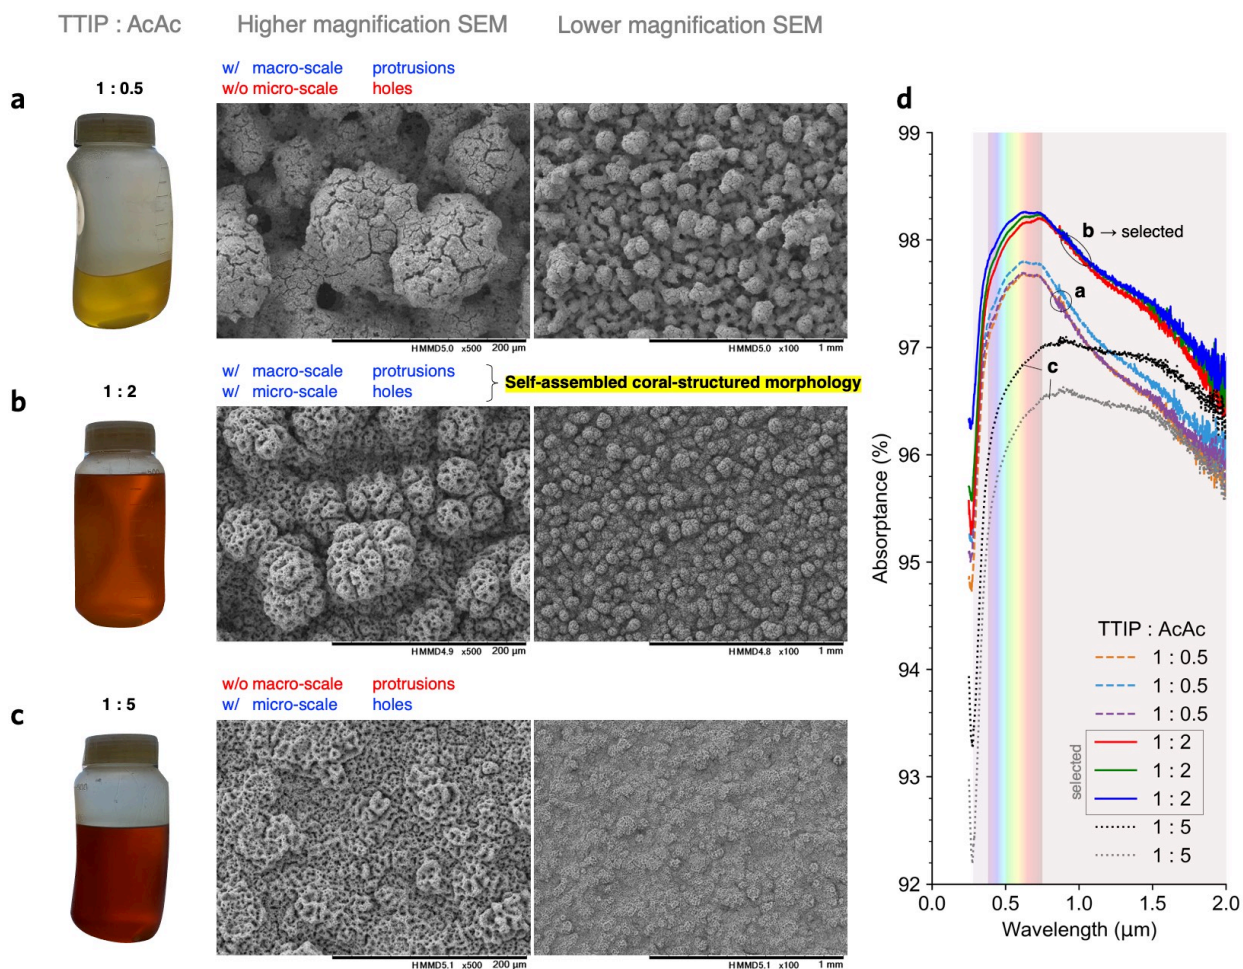 TTIP : AcAc
Higher magnification SEM
Lower magnification SEM
a
1 : 0.5
w/ macro-scale protrusions
w/o micro-scale holes
HMMD5.0 x500 200 µm
HMMD5.0 x100 1 mm
b
1 : 2
w/ macro-scale protrusions
w/ micro-scale holes
Self-assembled coral-structured morphology
HMMD4.9 x500 200 µm
HMMD4.8 x100 1 mm
c
1 : 5
w/o macro-scale protrusions
w/ micro-scale holes
HMMD5.1 x500 200 µm
HMMD5.1 x100 1 mm
d
99
98
97
96
95
94
93
92
Absorptance (%)
b → selected
a
c
TTIP : AcAc
1 : 0.5
1 : 0.5
1 : 0.5
selected
1 : 2
1 : 2
1 : 2
1 : 5
1 : 5
0.0 0.5 1.0 1.5 2.0
Wavelength (µm)